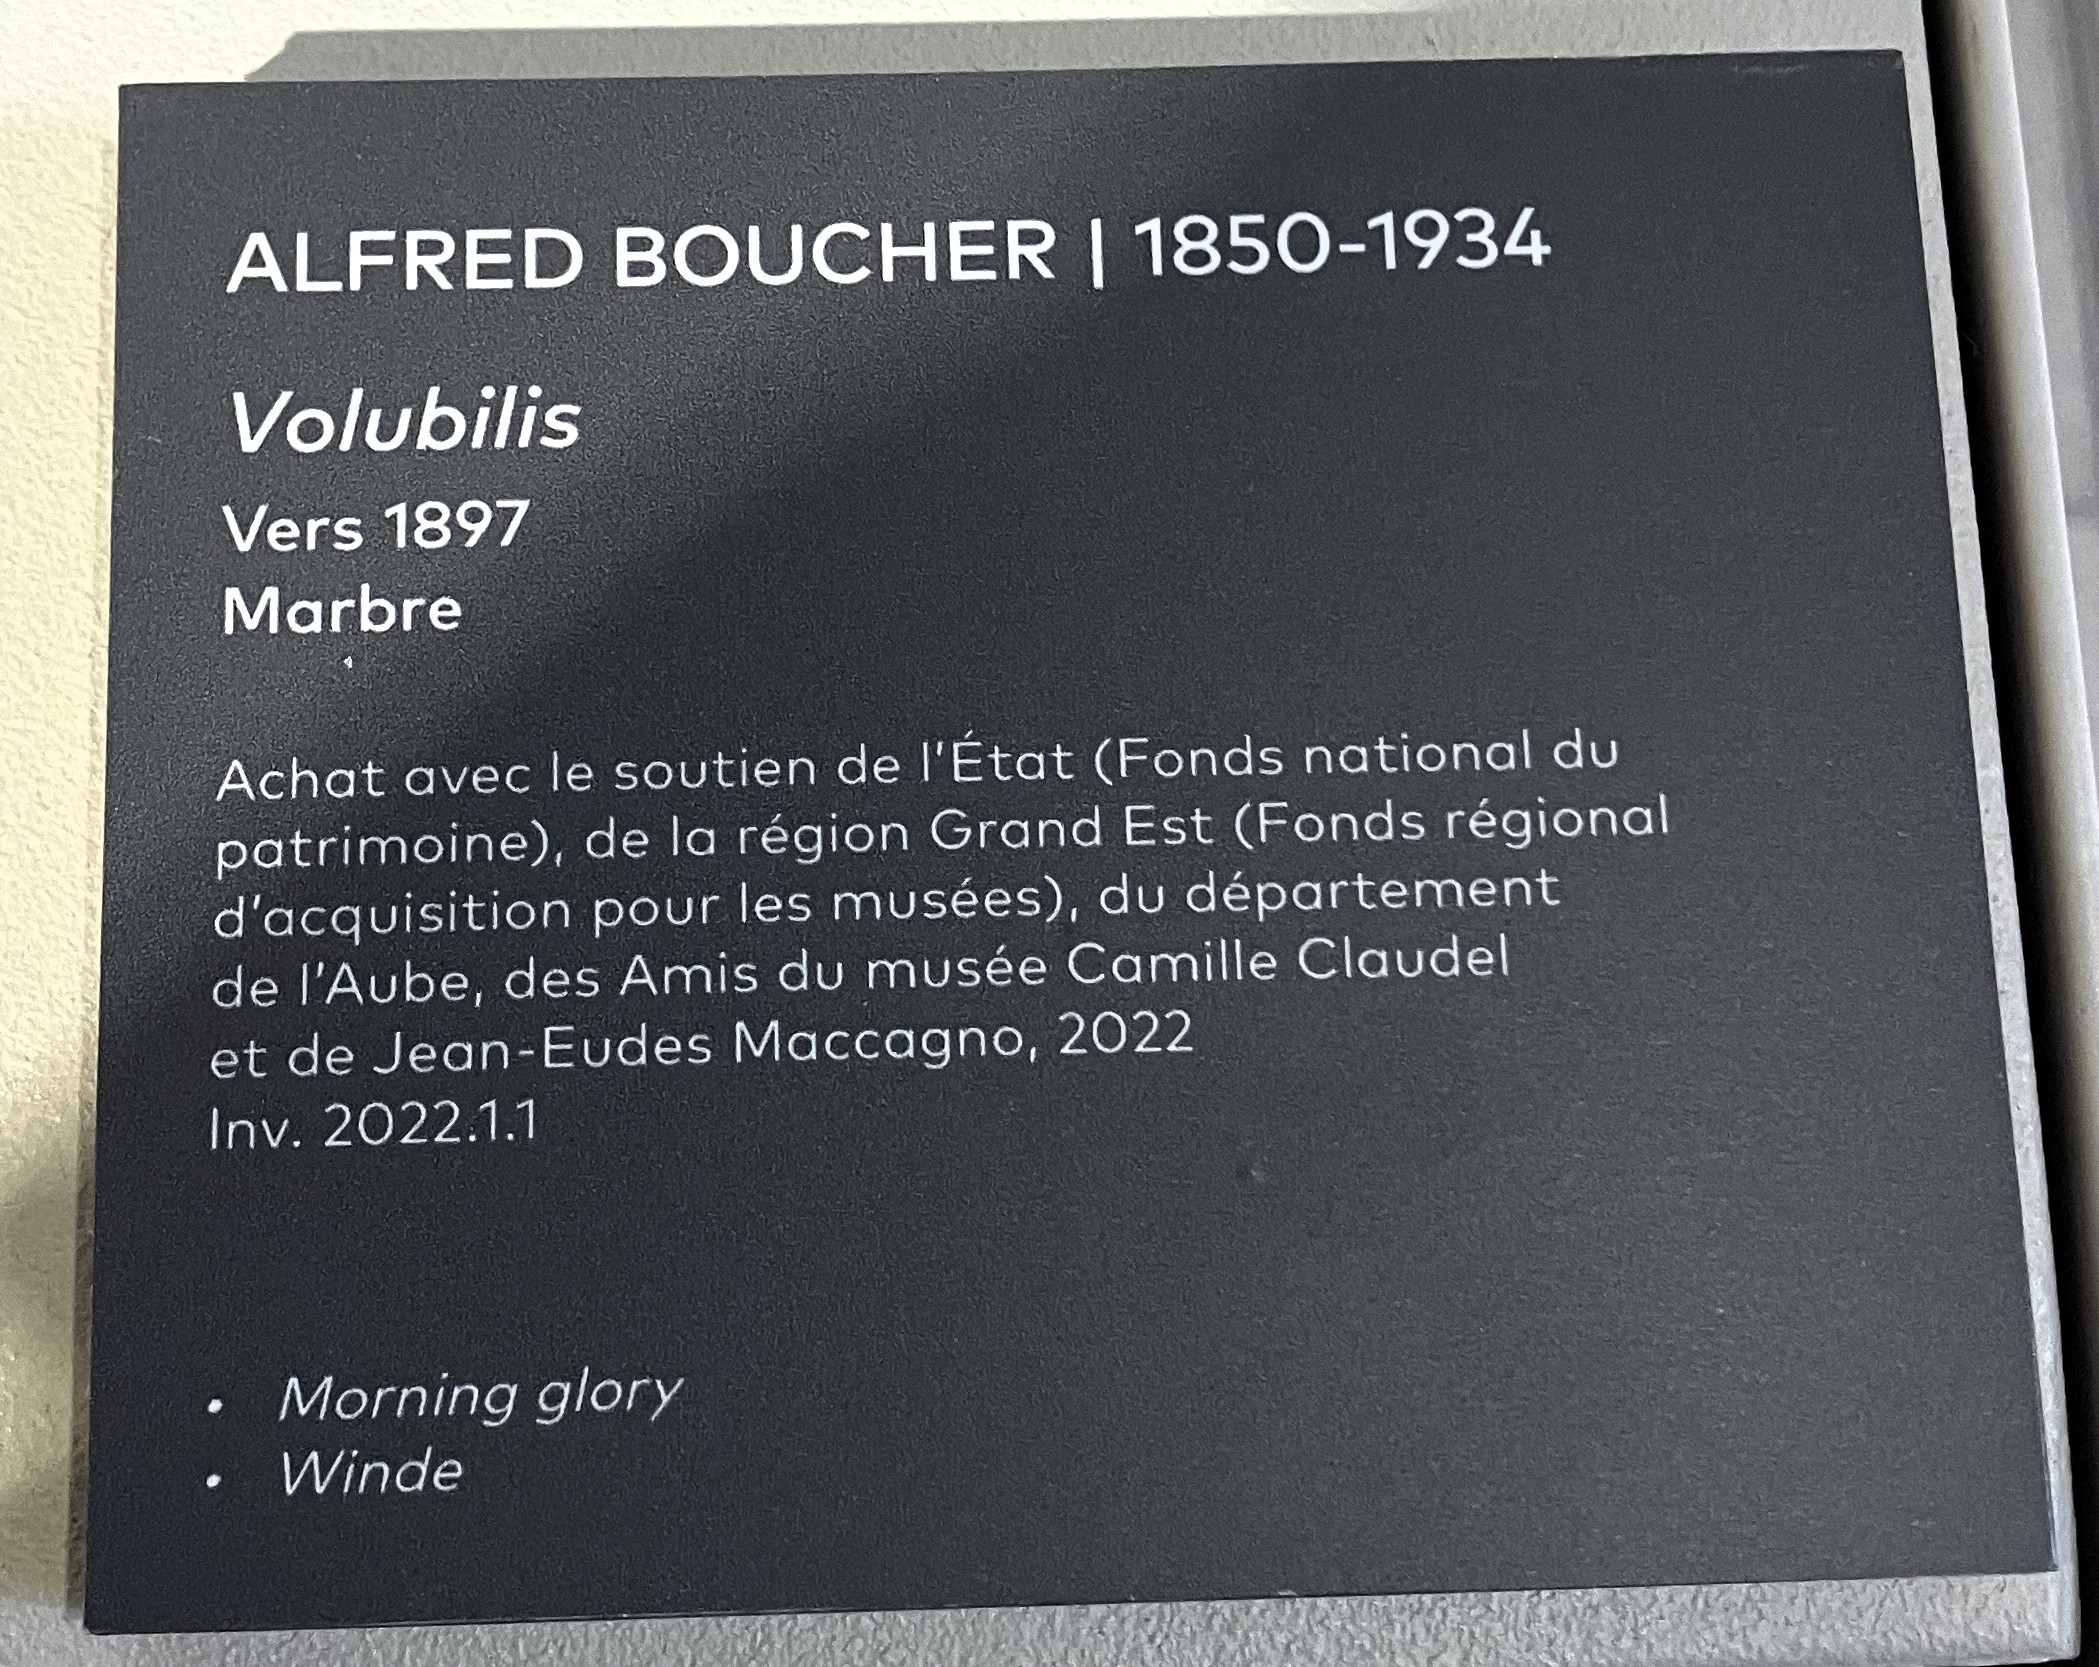 ALFRED BOUCHER | 1850-1934
Volubilis
Vers 1897
Marbre
Achat avec le soutien de l'État (Fonds national du
patrimoine), de la région Grand Est (Fonds régional
d'acquisition pour les musées), du département
de l'Aube, des Amis du musée Camille Claudel
et de Jean-Eudes Maccagno, 2022
Inv. 2022.1.1
• Morning glory
• Winde